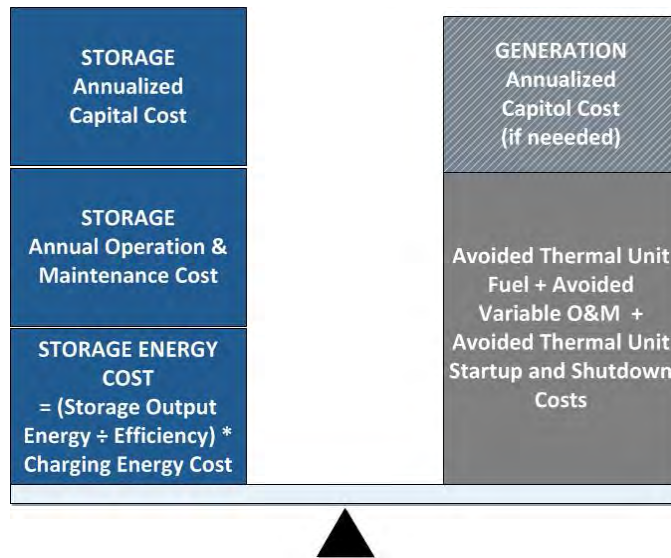 STORAGE
Annualized
Capital Cost
STORAGE
Annual Operation &
Maintenance Cost
STORAGE ENERGY
COST
= (Storage Output
Energy ÷ Efficiency) *
Charging Energy Cost
GENERATION
Annualized
Capitol Cost
(if neeeded)
Avoided Thermal Unit
Fuel + Avoided
Variable O&M +
Avoided Thermal Unit
Startup and Shutdown
Costs